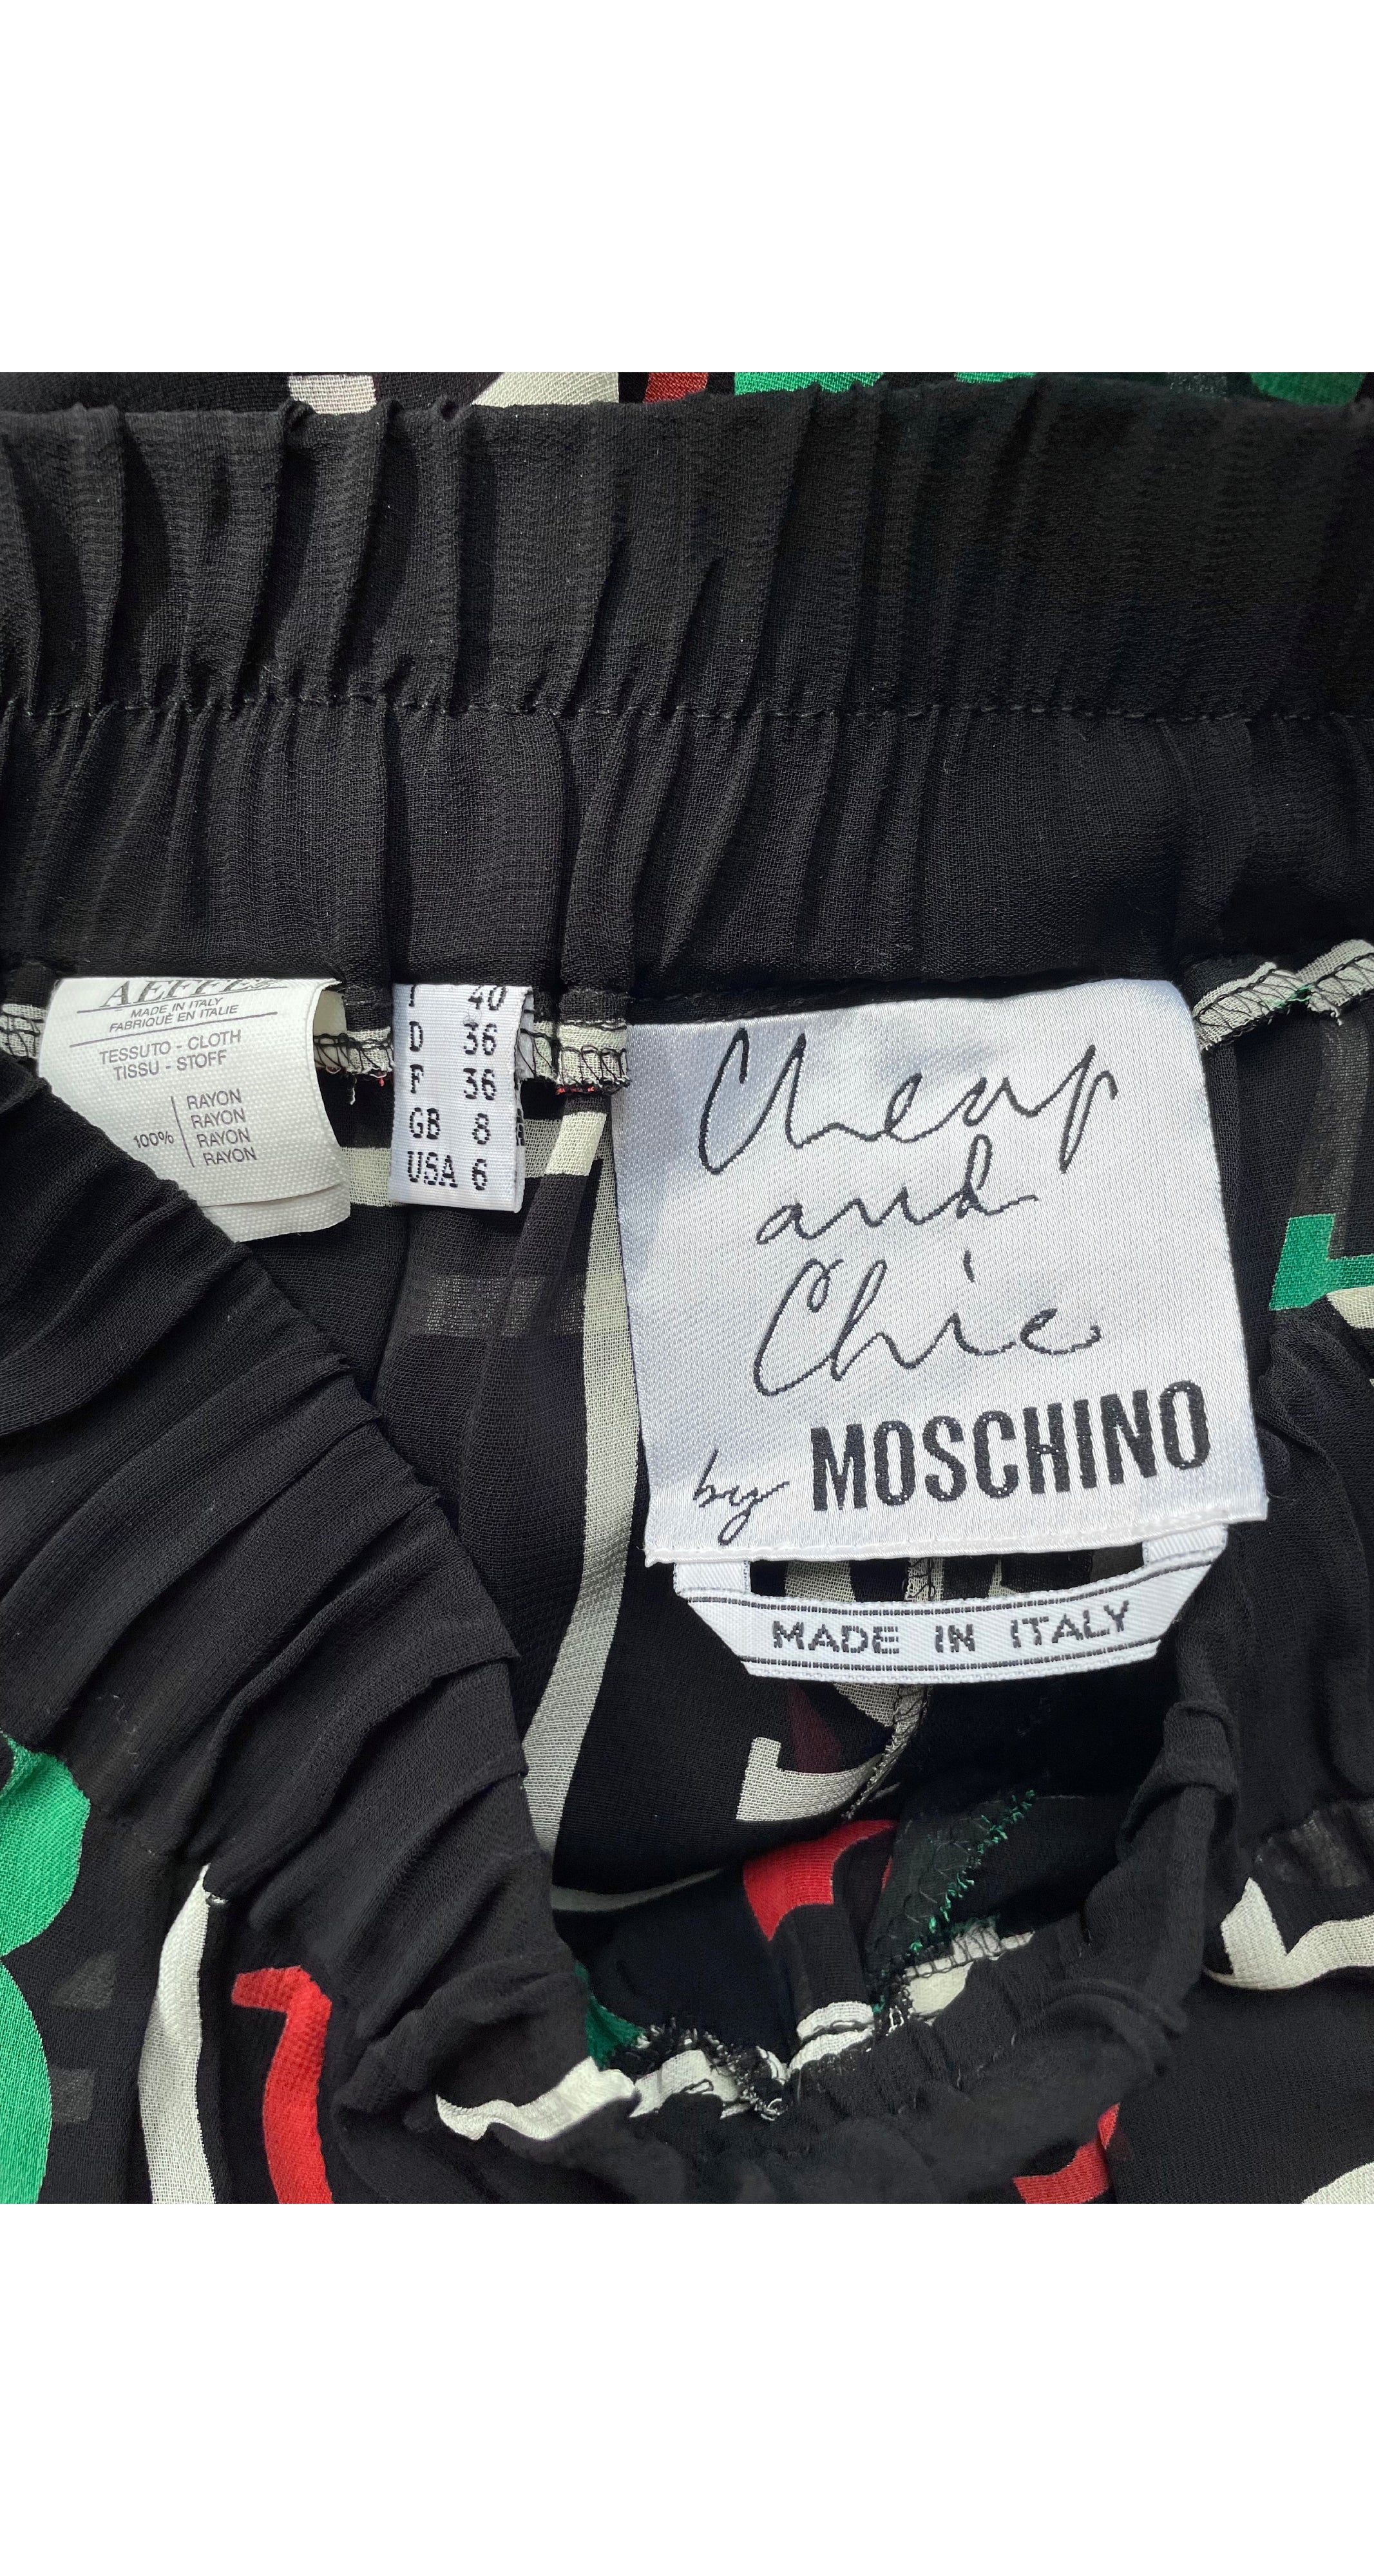 AEFFE
MADE IN ITALY
FABRIQUÉ EN ITALIE
TESSUTO - CLOTH
TISSU - STOFF
100%
RAYON
RAYON
RAYON
RAYON
I 40
D 36
F 36
GB 8
USA 6
Cheap
and
Chic
by MOSCHINO
MADE IN ITALY